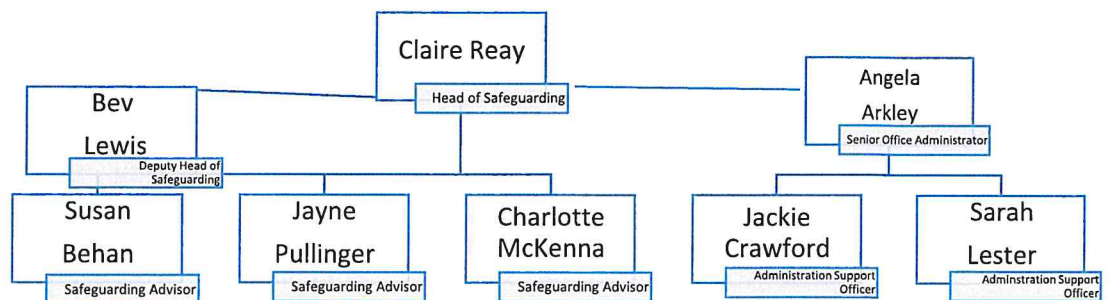 Claire Reay
Head of Safeguarding
Bev
Lewis
Deputy Head of
Safeguarding
Angela
Arkley
Senior Office Administrator
Susan
Behan
Safeguarding Advisor
Jayne
Pullinger
Safeguarding Advisor
Charlotte
McKenna
Safeguarding Advisor
Jackie
Crawford
Administration Support
Officer
Sarah
Lester
Adminstration Support
Officer